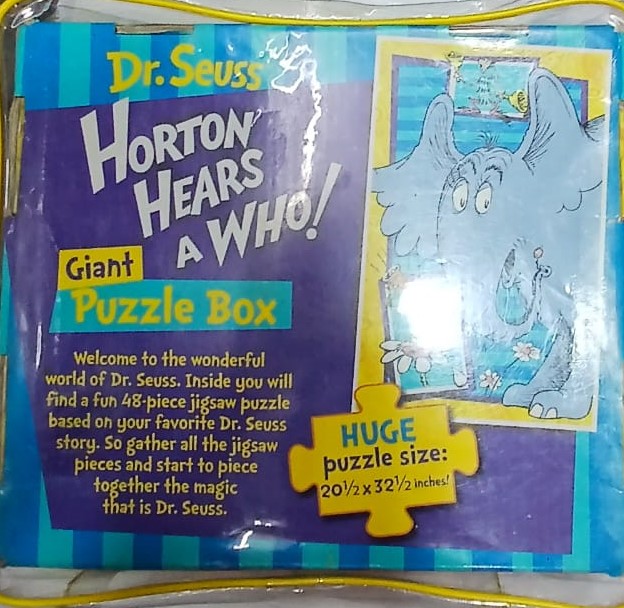 Dr. Seuss
HORTON
HEARS
A WHO!
Giant
Puzzle Box
Welcome to the wonderful
world of Dr. Seuss. Inside you will
find a fun 48-piece jigsaw puzzle
based on your favorite Dr. Seuss
story. So gather all the jigsaw
pieces and start to piece
together the magic
that is Dr. Seuss.
HUGE
puzzle size:
20½ x 32½ inches!